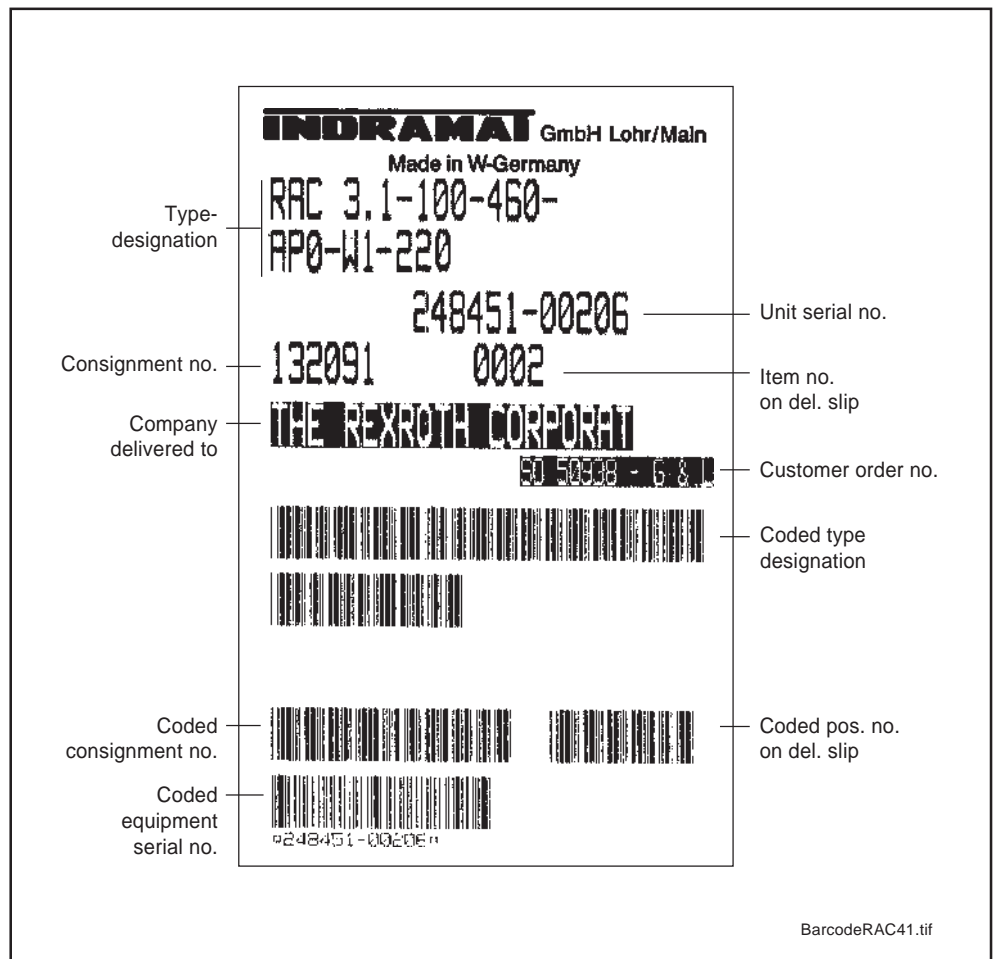 INDRAMAT GmbH Lohr/Main
Made in W-Germany
Type-
designation
RAC 3.1-100-460-
AP0-W1-220
248451-00206
Unit serial no.
Consignment no.
132091 0002
Item no.
on del. slip
Company
delivered to
THE REXROTH CORPORAT
SO 50838 - G &
Customer order no.
Coded type
designation
Coded
consignment no.
Coded pos. no.
on del. slip
Coded
equipment
serial no.
*248451-00206*
BarcodeRAC41.tif